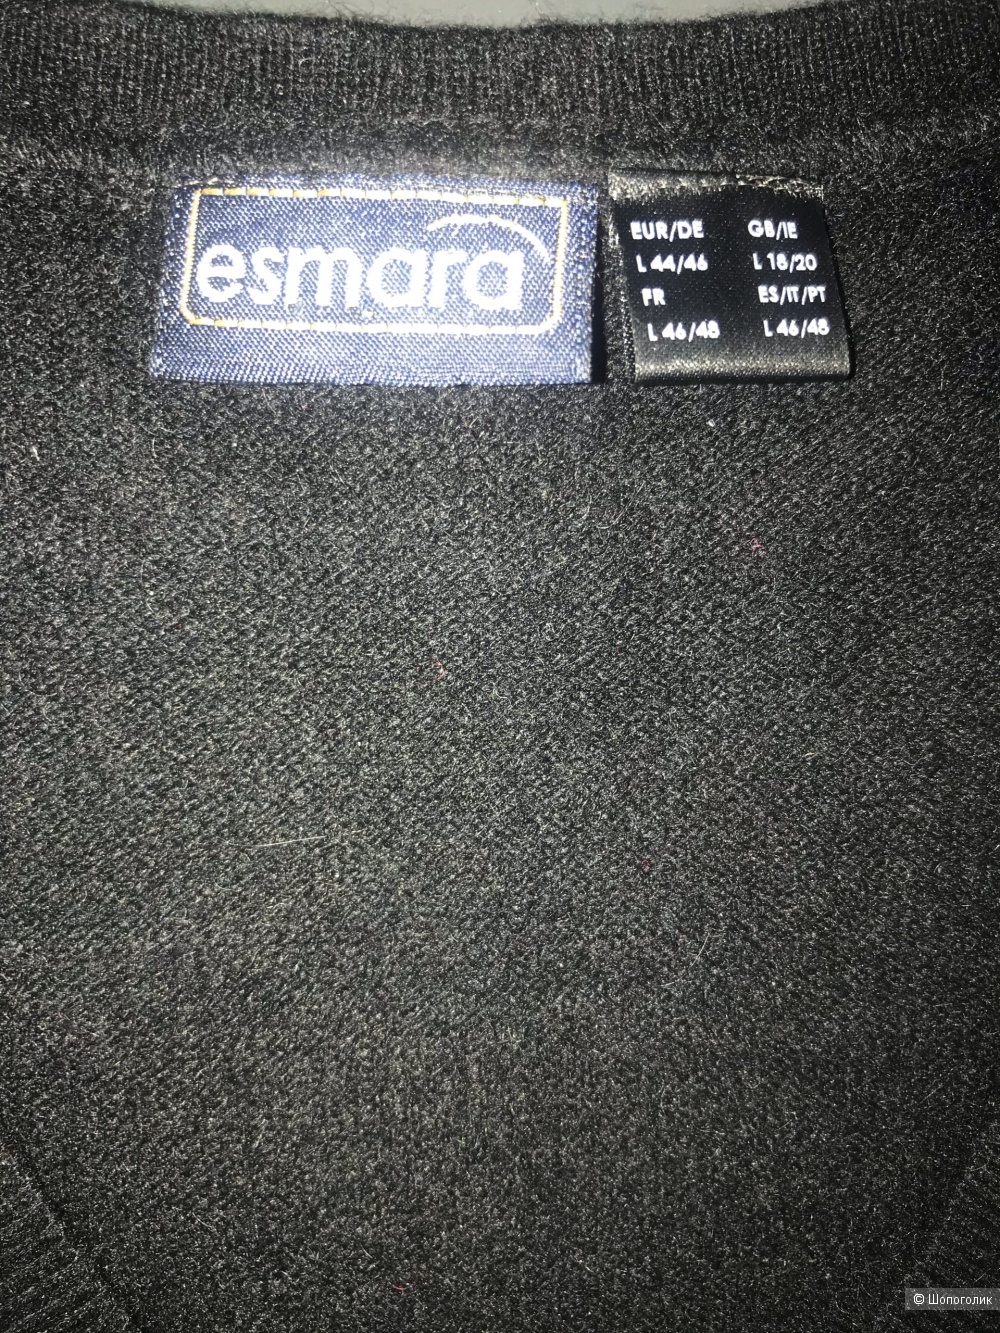 esmara
EUR/DE GB/IE
L 44/46 L 18/20
FR ES/IT/PT
L 46/48 L 46/48
© Шопоголик